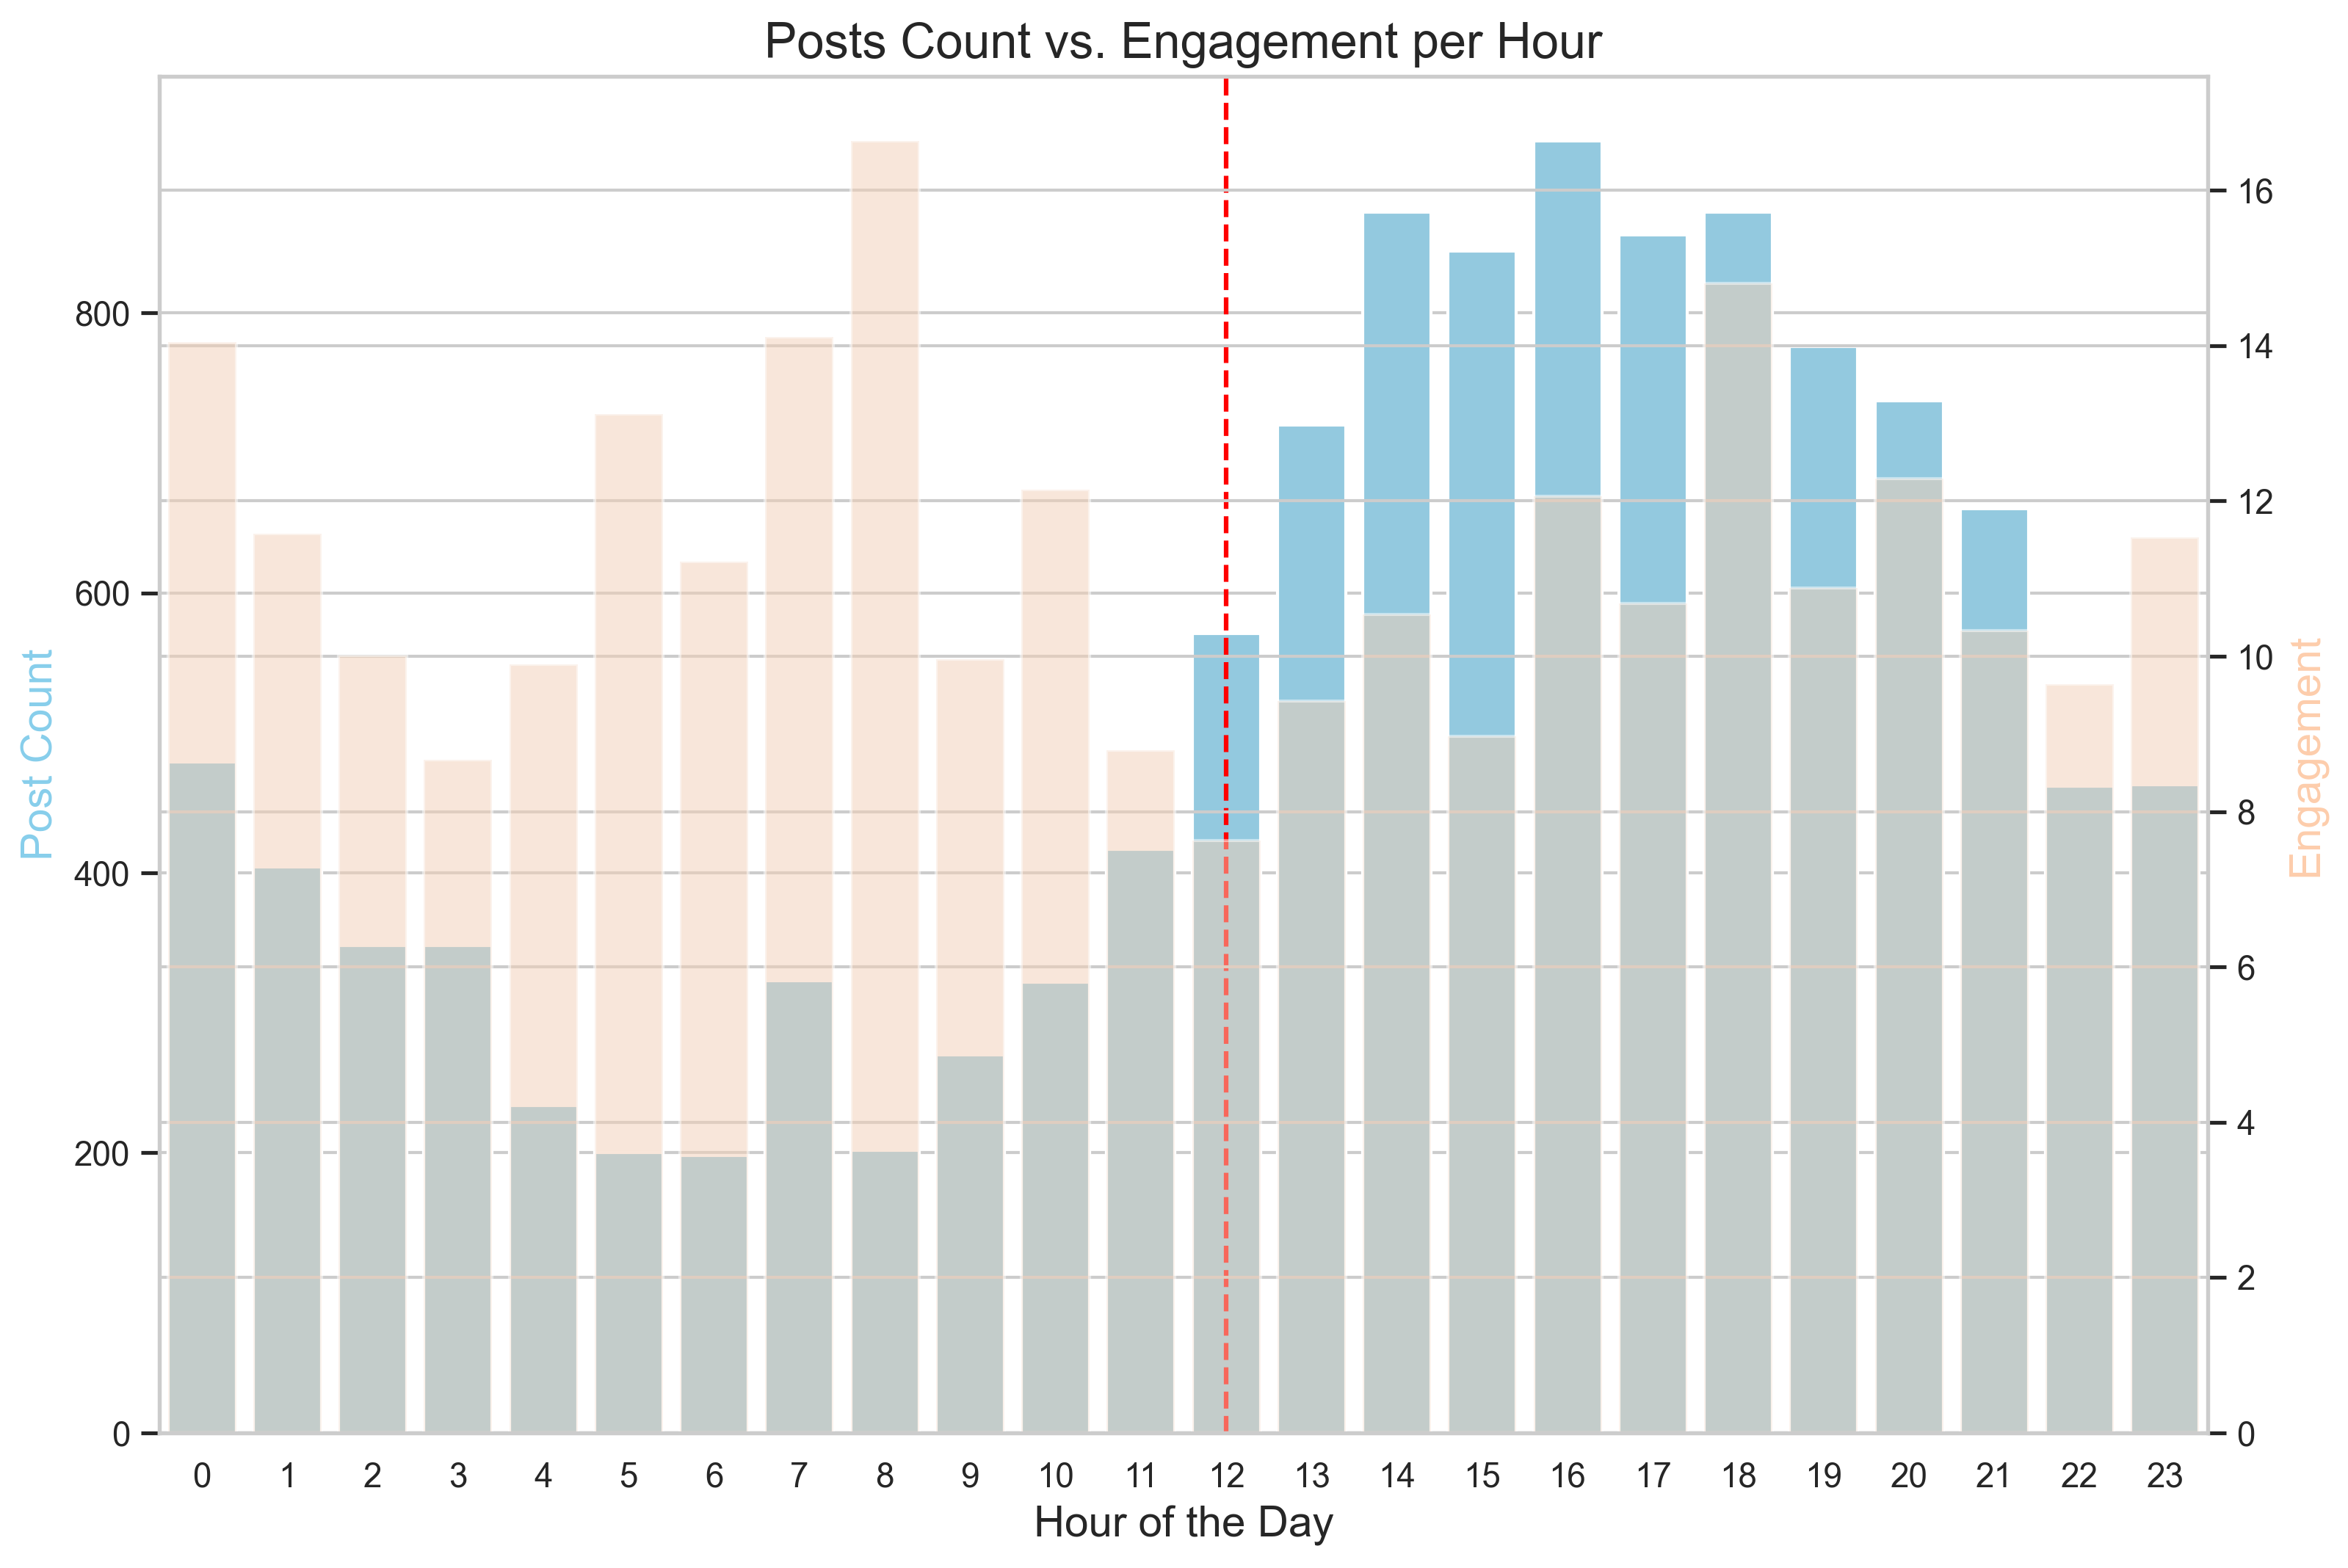 Posts Count vs. Engagement per Hour
Post Count
800
600
400
200
0
16
14
12
10
8
6
4
2
0
Engagement
0 1 2 3 4 5 6 7 8 9 10 11 12 13 14 15 16 17 18 19 20 21 22 23
Hour of the Day